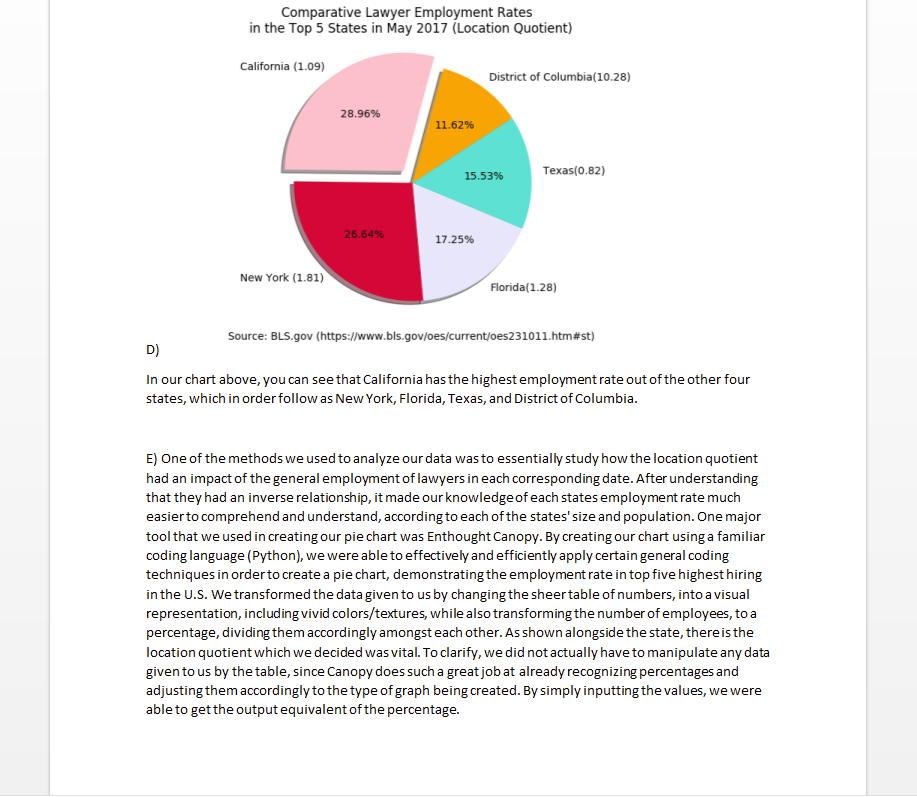 Comparative Lawyer Employment Rates
in the Top 5 States in May 2017 (Location Quotient)
California (1.09)
District of Columbia(10.28)
28.96%
11.62%
Texas(0.82)
15.53%
26.64%
17.25%
New York (1.81)
Florida(1.28)
Source: BLS.gov (https://www.bls.gov/oes/current/oes231011.htm#st)
D)
In our chart above, you can see that California has the highest employment rate out of the other four
states, which in order follow as New York, Florida, Texas, and District of Columbia.
E) One of the methods we used to analyze our data was to essentially study how the location quotient
had an impact of the general employment of lawyers in each corresponding date. After understanding
that they had an inverse relationship, it made our knowledge of each states employment rate much
easier to comprehend and understand, according to each of the states' size and population. One major
tool that we used in creating our pie chart was Enthought Canopy. By creating our chart using a familiar
coding language (Python), we were able to effectively and efficiently apply certain general coding
techniques in order to create a pie chart, demonstrating the employment rate in top five highest hiring
in the U.S. We transformed the data given to us by changing the sheer table of numbers, into a visual
representation, including vivid colors/textures, while also transforming the number of employees, to a
percentage, dividing them accordingly amongst each other. As shown alongside the state, there is the
location quotient which we decided was vital. To clarify, we did not actually have to manipulate any data
given to us by the table, since Canopy does such a great job at already recognizing percentages and
adjusting them accordingly to the type of graph being created. By simply inputting the values, we were
able to get the output equivalent of the percentage.